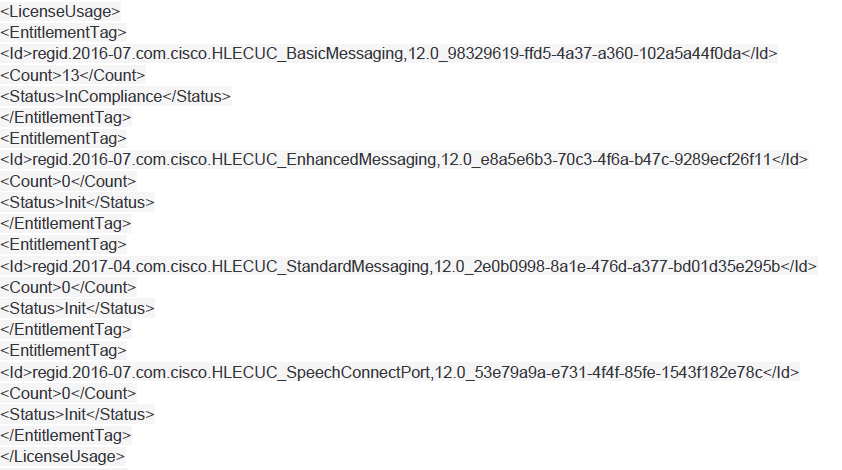 <LicenseUsage>
<EntitlementTag>
<Id>regid.2016-07.com.cisco.HLECUC_BasicMessaging,12.0_98329619-ffd5-4a37-a360-102a5a44f0da</Id>
<Count>13</Count>
<Status>InCompliance</Status>
</EntitlementTag>
<EntitlementTag>
<Id>regid.2016-07.com.cisco.HLECUC_EnhancedMessaging,12.0_e8a5e6b3-70c3-4f6a-b47c-9289ecf26f11</Id>
<Count>0</Count>
<Status>Init</Status>
</EntitlementTag>
<EntitlementTag>
<Id>regid.2017-04.com.cisco.HLECUC_StandardMessaging,12.0_2e0b0998-8a1e-476d-a377-bd01d35e295b</Id>
<Count>0</Count>
<Status>Init</Status>
</EntitlementTag>
<EntitlementTag>
<Id>regid.2016-07.com.cisco.HLECUC_SpeechConnectPort,12.0_53e79a9a-e731-4f4f-85fe-1543f182e78c</Id>
<Count>0</Count>
<Status>Init</Status>
</EntitlementTag>
</LicenseUsage>